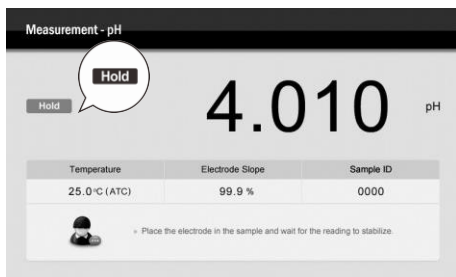 Measurement - pH
Hold
Hold
4.010 pH
Temperature Electrode Slope Sample ID
25.0°C (ATC) 99.9 % 0000
Place the electrode in the sample and wait for the reading to stabilize.